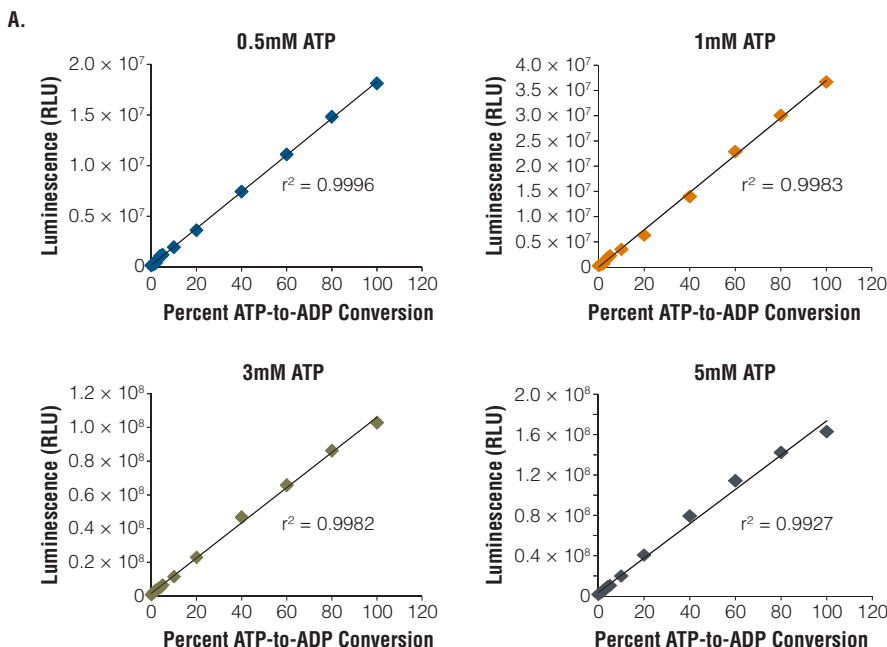 A.
0.5mM ATP
Luminescence (RLU)
2.0 × 10⁷
1.5 × 10⁷
1.0 × 10⁷
0.5 × 10⁷
0
r² = 0.9996
0 20 40 60 80 100 120
Percent ATP-to-ADP Conversion
1mM ATP
Luminescence (RLU)
4.0 × 10⁷
3.5 × 10⁷
3.0 × 10⁷
2.5 × 10⁷
2.0 × 10⁷
1.5 × 10⁷
1.0 × 10⁷
0.5 × 10⁷
0
r² = 0.9983
0 20 40 60 80 100 120
Percent ATP-to-ADP Conversion
3mM ATP
Luminescence (RLU)
1.2 × 10⁸
1.0 × 10⁸
0.8 × 10⁸
0.6 × 10⁸
0.4 × 10⁸
0.2 × 10⁸
0
r² = 0.9982
0 20 40 60 80 100 120
Percent ATP-to-ADP Conversion
5mM ATP
Luminescence (RLU)
2.0 × 10⁸
1.6 × 10⁸
1.2 × 10⁸
0.8 × 10⁸
0.4 × 10⁸
0
r² = 0.9927
0 20 40 60 80 100 120
Percent ATP-to-ADP Conversion